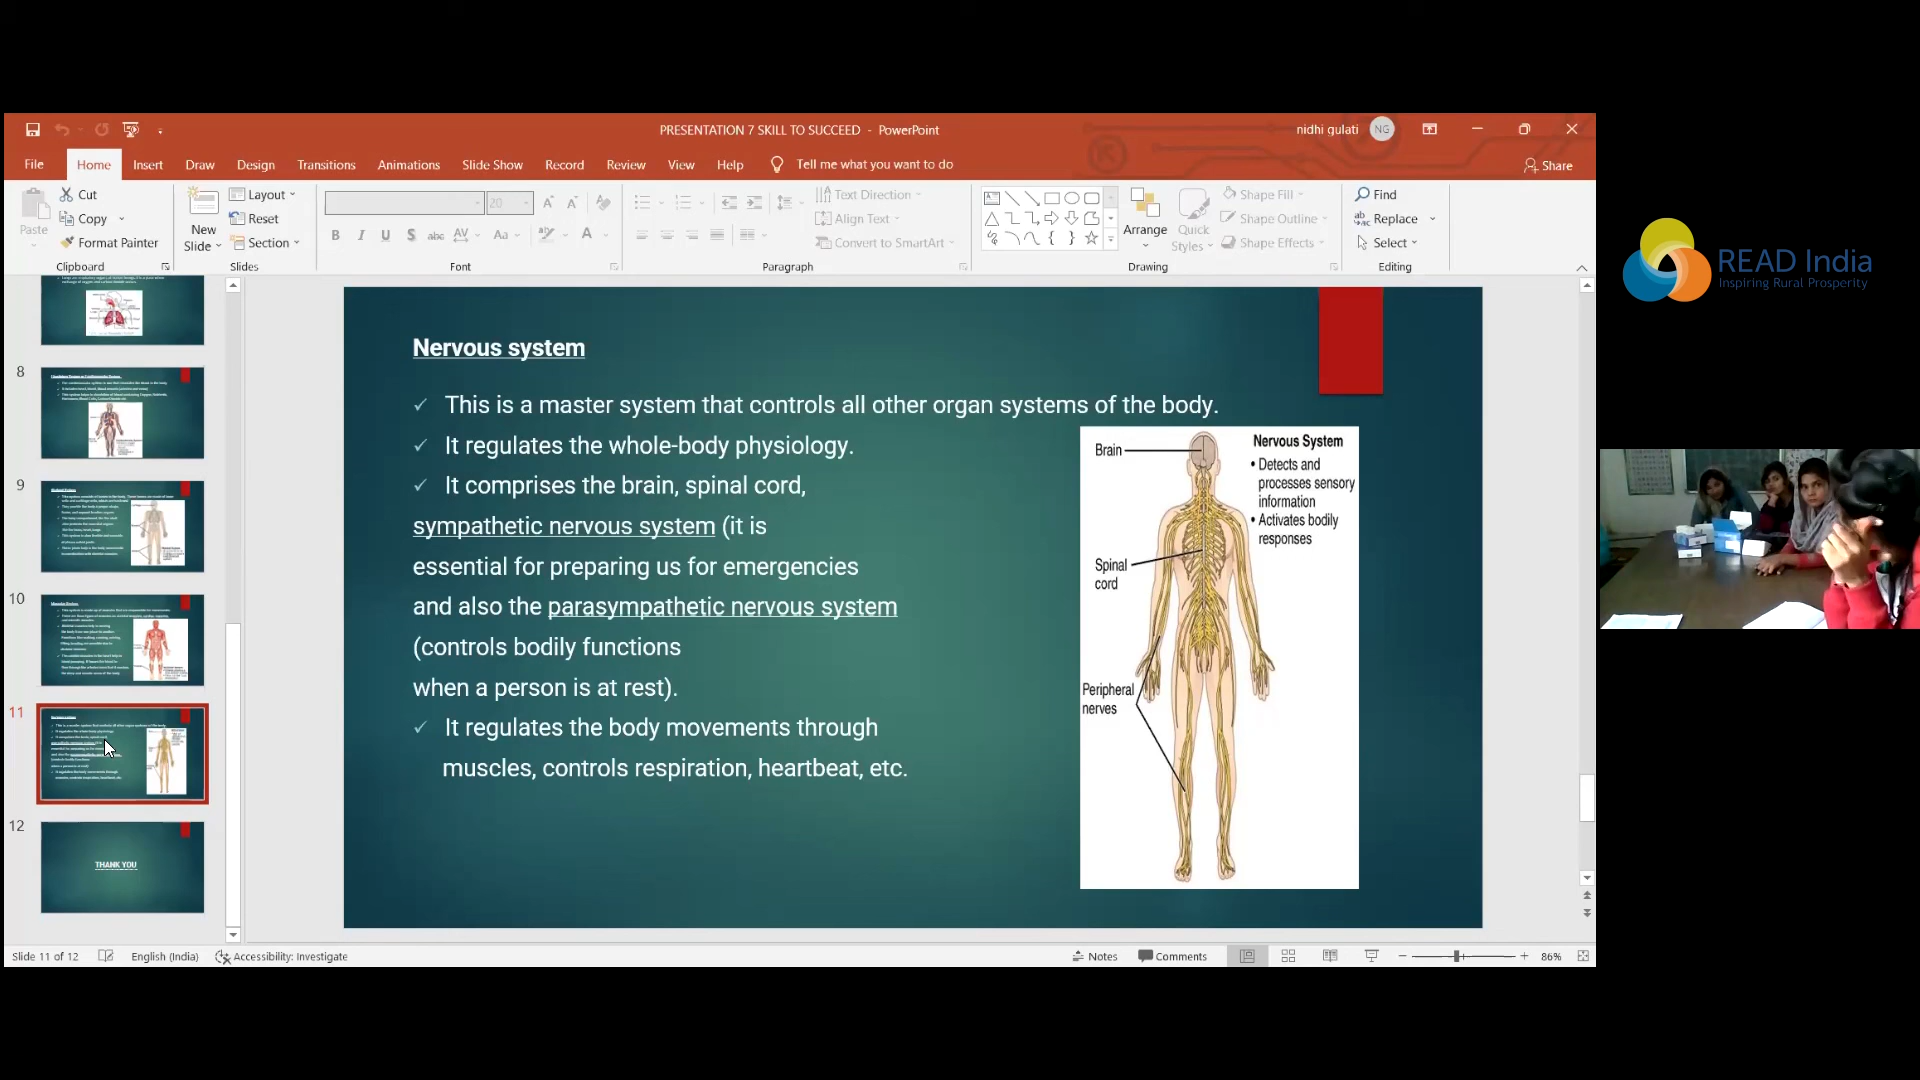 PRESENTATION 7 SKILL TO SUCCEED - PowerPoint
nidhi gulati
NG
File
Home
Insert
Draw
Design
Transitions
Animations
Slide Show
Record
Review
View
Help
Tell me what you want to do
Share
Paste
Cut
Copy
Format Painter
Clipboard
New
Slide
Layout
Reset
Section
Slides
20
Font
Text Direction
Align Text
Convert to SmartArt
Paragraph
Arrange
Quick
Styles
Shape Fill
Shape Outline
Shape Effects
Drawing
Find
Replace
Select
Editing
8
9
10
11
12
THANK YOU
Nervous system
This is a master system that controls all other organ systems of the body.
It regulates the whole-body physiology.
It comprises the brain, spinal cord,
sympathetic nervous system (it is
essential for preparing us for emergencies
and also the parasympathetic nervous system
(controls bodily functions
when a person is at rest).
It regulates the body movements through
muscles, controls respiration, heartbeat, etc.
Brain
Spinal
cord
Peripheral
nerves
Nervous System
• Detects and
processes sensory
information
• Activates bodily
responses
Slide 11 of 12
English (India)
Accessibility: Investigate
Notes
Comments
86%
READ India
Inspiring Rural Prosperity